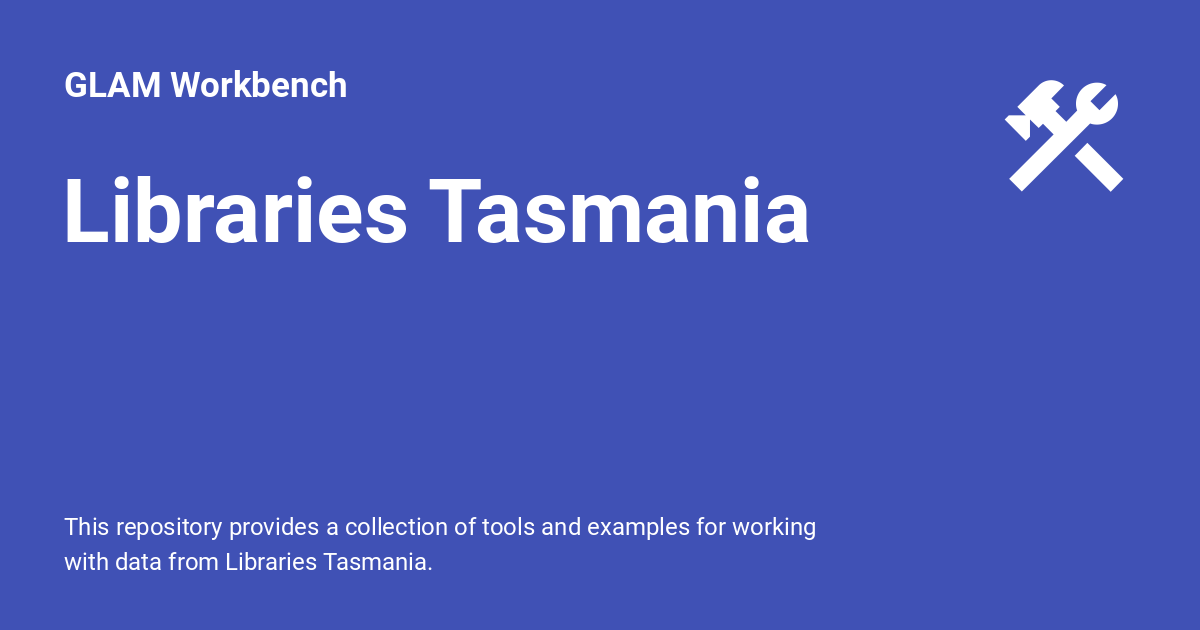 GLAM Workbench
Libraries Tasmania
This repository provides a collection of tools and examples for working
with data from Libraries Tasmania.